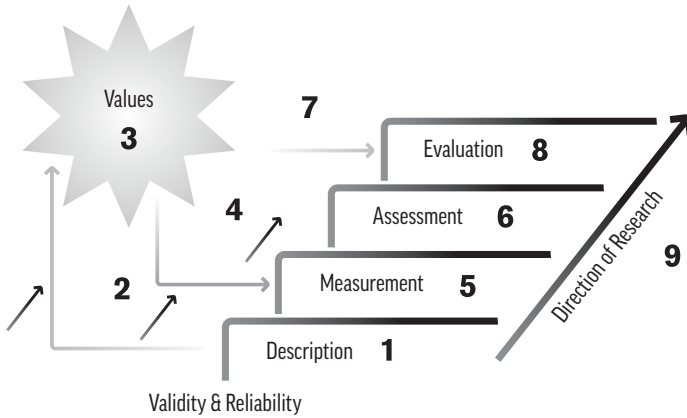 Values
3
7
Evaluation 8
4
Assessment 6
Direction of Research
9
2
Measurement 5
Description 1
Validity & Reliability